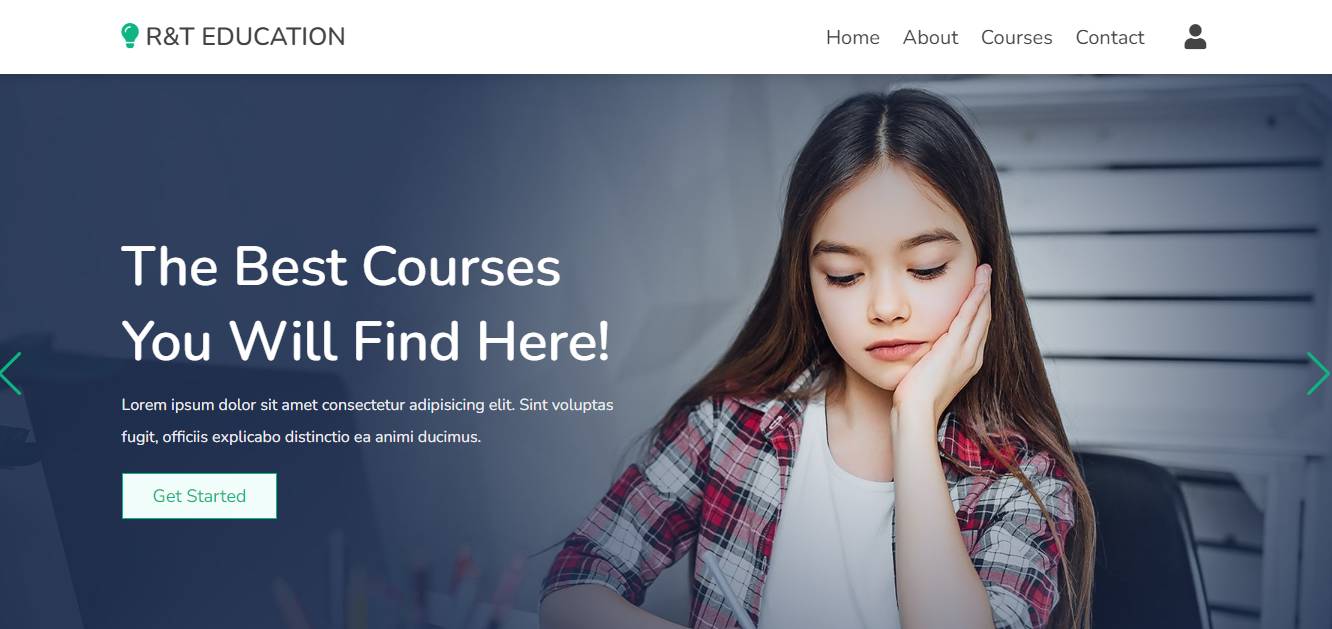 R&T EDUCATION
Home About Courses Contact
The Best Courses
You Will Find Here!
Lorem ipsum dolor sit amet consectetur adipisicing elit. Sint voluptas
fugit, officiis explicabo distinctio ea animi ducimus.
Get Started